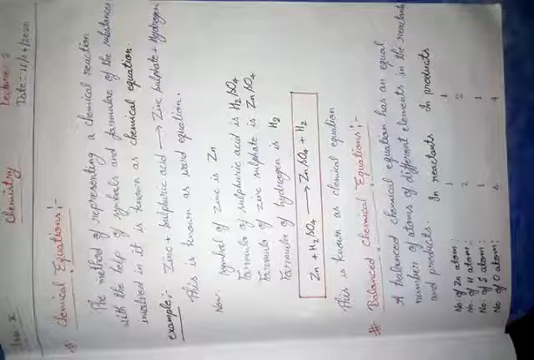 Chemistry
Lecture: 2
Date: 11/04/2020
Chemical Equations:-
The method of representing a chemical reaction
with the help of symbols and formulae of the substances
involved in it is known as chemical equation.
example:- Zinc + Sulphuric acid → Zinc Sulphate + Hydrogen
This is known as word equation.
Now: Symbol of Zinc is Zn
Formula of sulphuric acid is H2SO4
Formula of zinc sulphate is ZnSO4
Formula of hydrogen is H2
Zn + H2SO4 → ZnSO4 + H2
This is known as chemical equation
Balanced Chemical Equations:-
A balanced chemical equation has an equal
number of atoms of different elements in the reactants
and products. In reactants In products
No. of Zn atom: 1 1
No. of H atom: 2 2
No. of S atom: 1 1
No. of O atom: 4 4